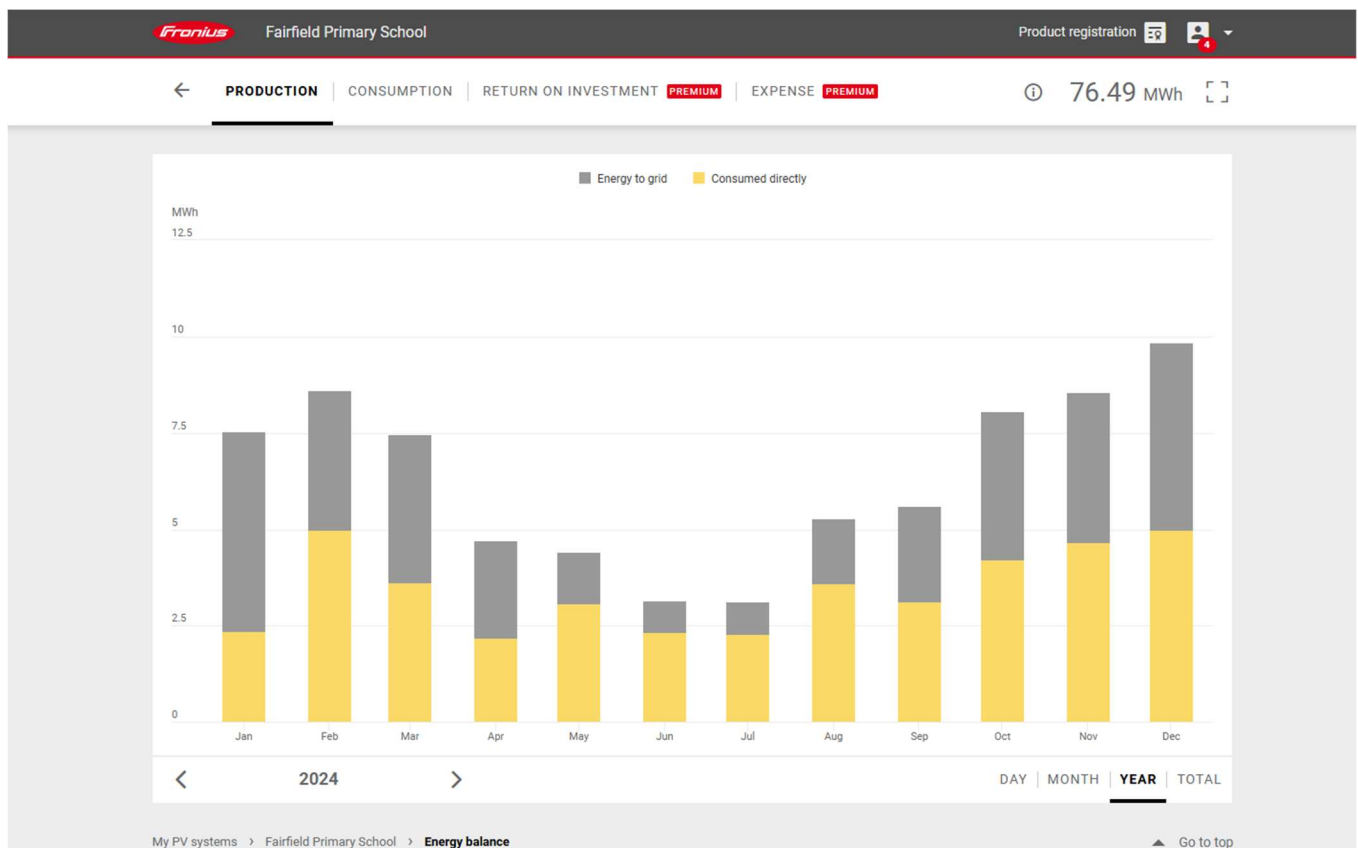 Fronius Fairfield Primary School Product registration 4
PRODUCTION CONSUMPTION RETURN ON INVESTMENT PREMIUM EXPENSE PREMIUM 76.49 MWh
Energy to grid Consumed directly
MWh
12.5
10
7.5
5
2.5
0
Jan Feb Mar Apr May Jun Jul Aug Sep Oct Nov Dec
2024 DAY MONTH YEAR TOTAL
My PV systems > Fairfield Primary School > Energy balance Go to top